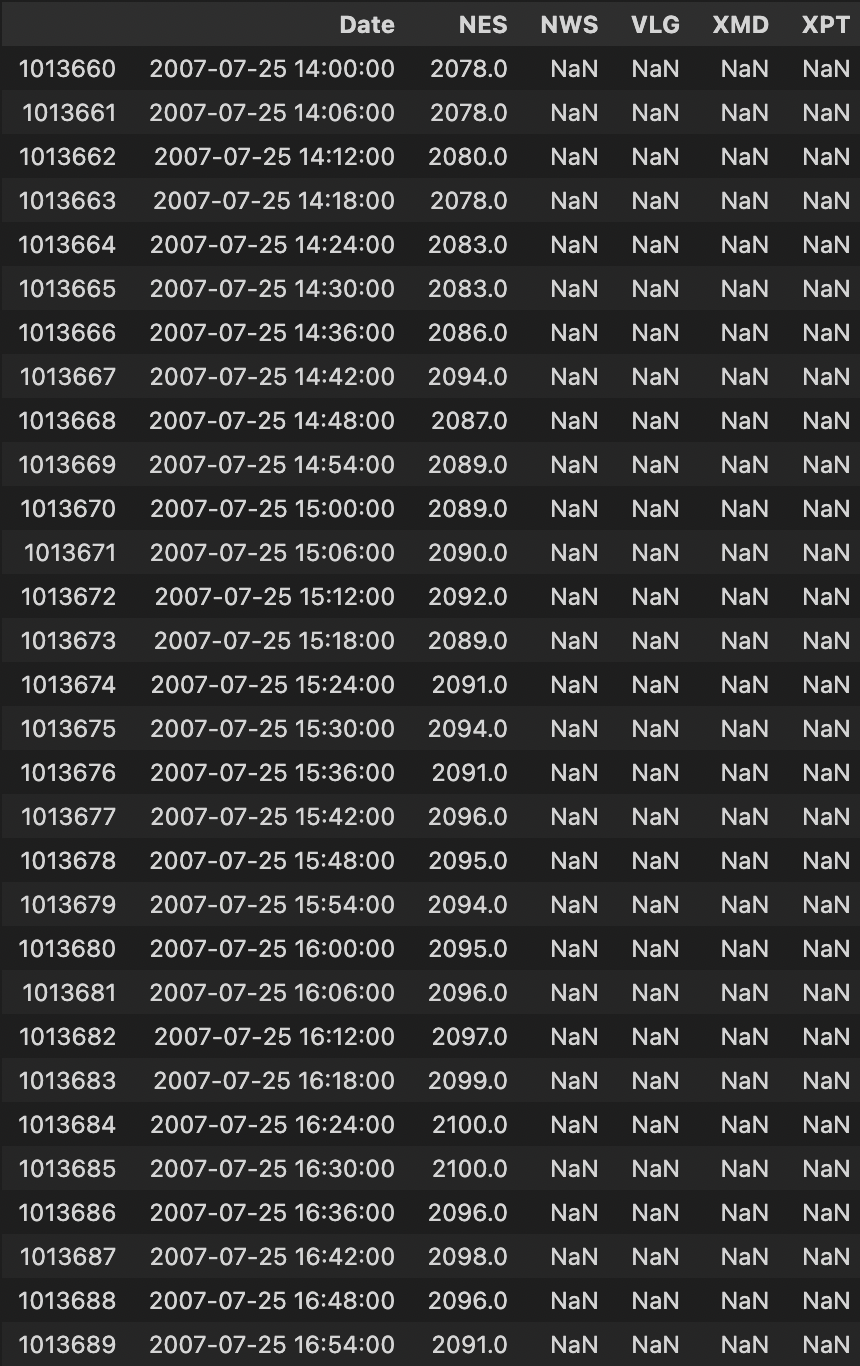 Date NES NWS VLG XMD XPT
1013660 2007-07-25 14:00:00 2078.0 NaN NaN NaN NaN
1013661 2007-07-25 14:06:00 2078.0 NaN NaN NaN NaN
1013662 2007-07-25 14:12:00 2080.0 NaN NaN NaN NaN
1013663 2007-07-25 14:18:00 2078.0 NaN NaN NaN NaN
1013664 2007-07-25 14:24:00 2083.0 NaN NaN NaN NaN
1013665 2007-07-25 14:30:00 2083.0 NaN NaN NaN NaN
1013666 2007-07-25 14:36:00 2086.0 NaN NaN NaN NaN
1013667 2007-07-25 14:42:00 2094.0 NaN NaN NaN NaN
1013668 2007-07-25 14:48:00 2087.0 NaN NaN NaN NaN
1013669 2007-07-25 14:54:00 2089.0 NaN NaN NaN NaN
1013670 2007-07-25 15:00:00 2089.0 NaN NaN NaN NaN
1013671 2007-07-25 15:06:00 2090.0 NaN NaN NaN NaN
1013672 2007-07-25 15:12:00 2092.0 NaN NaN NaN NaN
1013673 2007-07-25 15:18:00 2089.0 NaN NaN NaN NaN
1013674 2007-07-25 15:24:00 2091.0 NaN NaN NaN NaN
1013675 2007-07-25 15:30:00 2094.0 NaN NaN NaN NaN
1013676 2007-07-25 15:36:00 2091.0 NaN NaN NaN NaN
1013677 2007-07-25 15:42:00 2096.0 NaN NaN NaN NaN
1013678 2007-07-25 15:48:00 2095.0 NaN NaN NaN NaN
1013679 2007-07-25 15:54:00 2094.0 NaN NaN NaN NaN
1013680 2007-07-25 16:00:00 2095.0 NaN NaN NaN NaN
1013681 2007-07-25 16:06:00 2096.0 NaN NaN NaN NaN
1013682 2007-07-25 16:12:00 2097.0 NaN NaN NaN NaN
1013683 2007-07-25 16:18:00 2099.0 NaN NaN NaN NaN
1013684 2007-07-25 16:24:00 2100.0 NaN NaN NaN NaN
1013685 2007-07-25 16:30:00 2100.0 NaN NaN NaN NaN
1013686 2007-07-25 16:36:00 2096.0 NaN NaN NaN NaN
1013687 2007-07-25 16:42:00 2098.0 NaN NaN NaN NaN
1013688 2007-07-25 16:48:00 2096.0 NaN NaN NaN NaN
1013689 2007-07-25 16:54:00 2091.0 NaN NaN NaN NaN